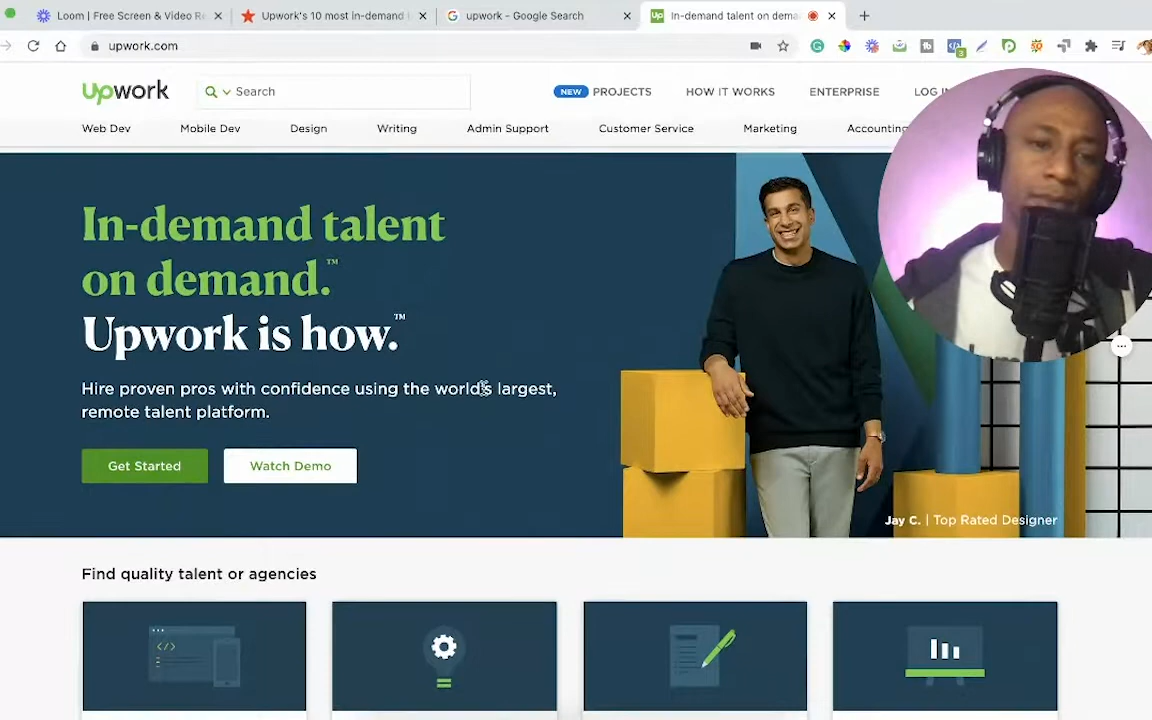 Loom | Free Screen & Video Re
Upwork's 10 most in-demand
upwork - Google Search
Up
In-demand talent on dema
upwork.com
3
Upwork
Search
NEW PROJECTS
HOW IT WORKS
ENTERPRISE
LOG IN
Web Dev
Mobile Dev
Design
Writing
Admin Support
Customer Service
Marketing
Accounting
In-demand talent
on demand.™
Upwork is how.™
Hire proven pros with confidence using the world's largest,
remote talent platform.
Get Started
Watch Demo
Jay C. | Top Rated Designer
Find quality talent or agencies